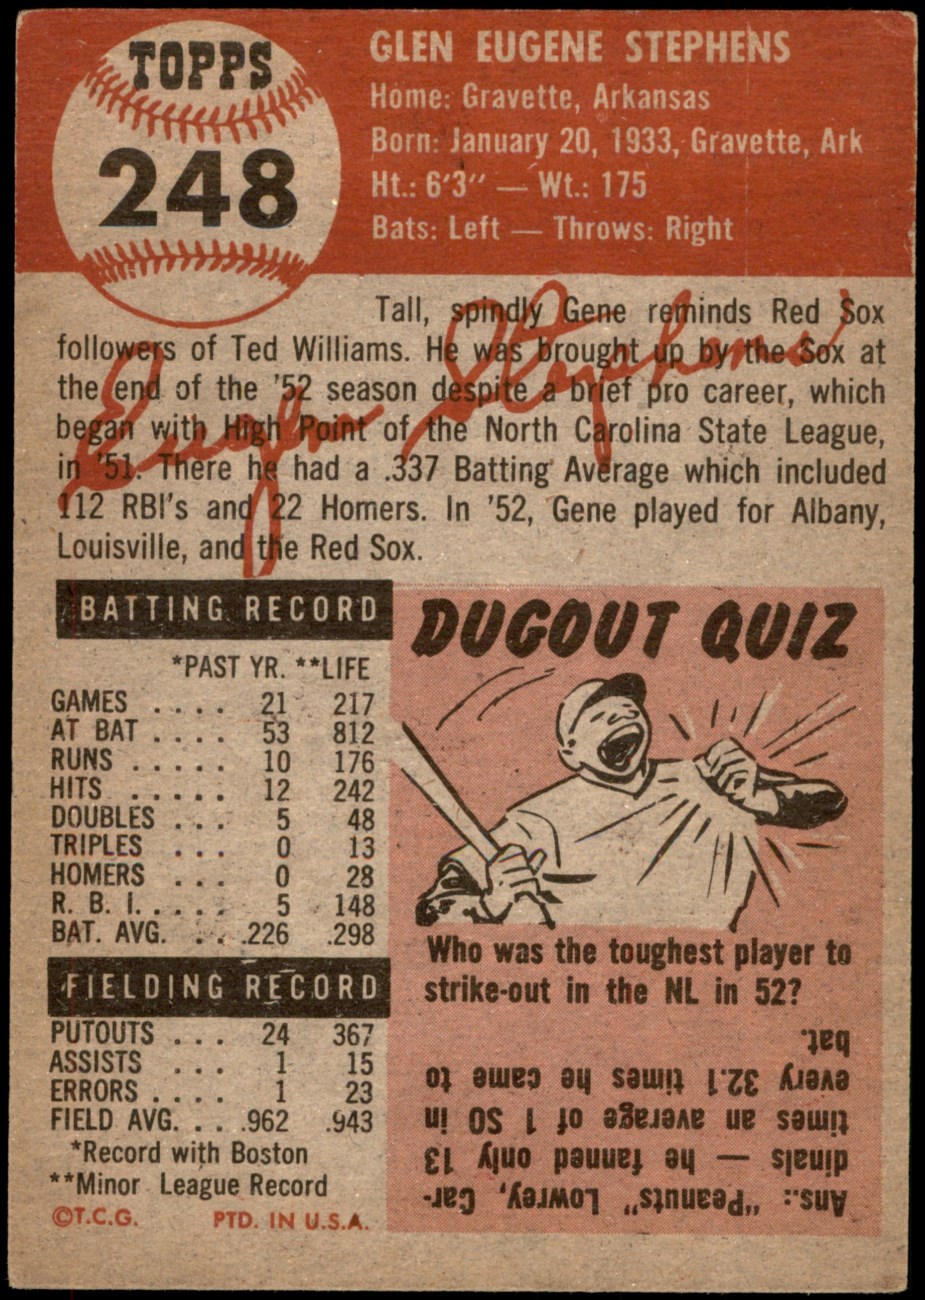 TOPPS
248
GLEN EUGENE STEPHENS
Home: Gravette, Arkansas
Born: January 20, 1933, Gravette, Ark
Ht.: 6'3" — Wt.: 175
Bats: Left — Throws: Right
Tall, spindly Gene reminds Red Sox
followers of Ted Williams. He was brought up by the Sox at
the end of the '52 season despite a brief pro career, which
began with High Point of the North Carolina State League,
in '51. There he had a .337 Batting Average which included
112 RBI's and 22 Homers. In '52, Gene played for Albany,
Louisville, and the Red Sox.
Eugene Stephens
BATTING RECORD
*PAST YR. **LIFE
GAMES . . . . 21 217
AT BAT . . . . 53 812
RUNS . . . . . 10 176
HITS . . . . . 12 242
DOUBLES . . . 5 48
TRIPLES . . . 0 13
HOMERS . . . 0 28
R. B. I. . . . . 5 148
BAT. AVG. . . . .226 .298
FIELDING RECORD
PUTOUTS . . . 24 367
ASSISTS . . . 1 15
ERRORS . . . . 1 23
FIELD AVG. . . .962 .943
*Record with Boston
**Minor League Record
©T.C.G. PTD. IN U.S.A.
DUGOUT QUIZ
Who was the toughest player to
strike-out in the NL in 52?
Ans.: "Peanuts" Lowrey, Car-
dinals — he fanned only 13
times an average of 1 SO in
every 32.1 times he came to
bat.